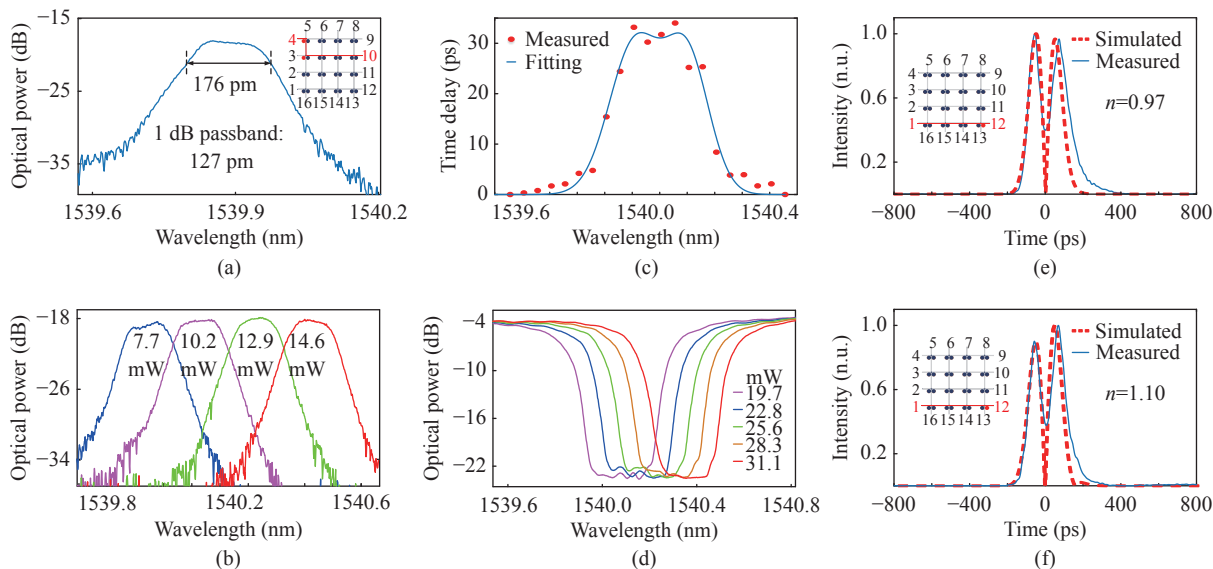 −15
−25
−35
Optical power (dB)
176 pm
1 dB passband:
127 pm
5 6 7 8
4 9
3 10
2 11
1 12
16 15 14 13
1539.6 1539.9 1540.2
Wavelength (nm)
(a)
30
20
10
0
Time delay (ps)
Measured
Fitting
1539.6 1540.0 1540.4
Wavelength (nm)
(c)
1.0
0.6
0.2
Intensity (n.u.)
5 6 7 8
4 9
3 10
2 11
1 12
16 15 14 13
Simulated
Measured
n=0.97
−800 −400 0 400 800
Time (ps)
(e)
−18
−26
−34
Optical power (dB)
7.7 10.2 12.9 14.6
mW mW mW mW
1539.8 1540.2 1540.6
Wavelength (nm)
(b)
−4
−10
−16
−22
Optical power (dB)
mW
19.7
22.8
25.6
28.3
31.1
1539.6 1540.0 1540.4 1540.8
Wavelength (nm)
(d)
1.0
0.6
0.2
Intensity (n.u.)
5 6 7 8
4 9
3 10
2 11
1 12
16 15 14 13
Simulated
Measured
n=1.10
−800 −400 0 400 800
Time (ps)
(f)